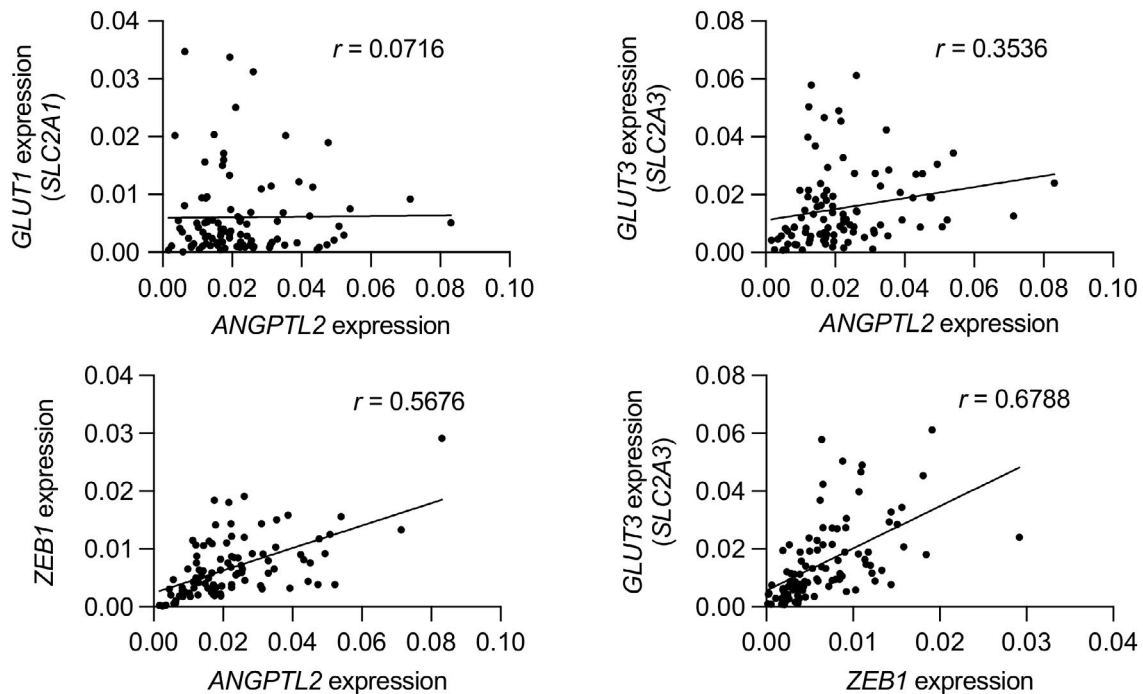 GLUT1 expression
(SLC2A1)
0.04
0.03
0.02
0.01
0.00
r = 0.0716
0.00 0.02 0.04 0.06 0.08 0.10
ANGPTL2 expression
GLUT3 expression
(SLC2A3)
0.08
0.06
0.04
0.02
0.00
r = 0.3536
0.00 0.02 0.04 0.06 0.08 0.10
ANGPTL2 expression
ZEB1 expression
0.04
0.03
0.02
0.01
0.00
r = 0.5676
0.00 0.02 0.04 0.06 0.08 0.10
ANGPTL2 expression
GLUT3 expression
(SLC2A3)
0.08
0.06
0.04
0.02
0.00
r = 0.6788
0.00 0.01 0.02 0.03 0.04
ZEB1 expression